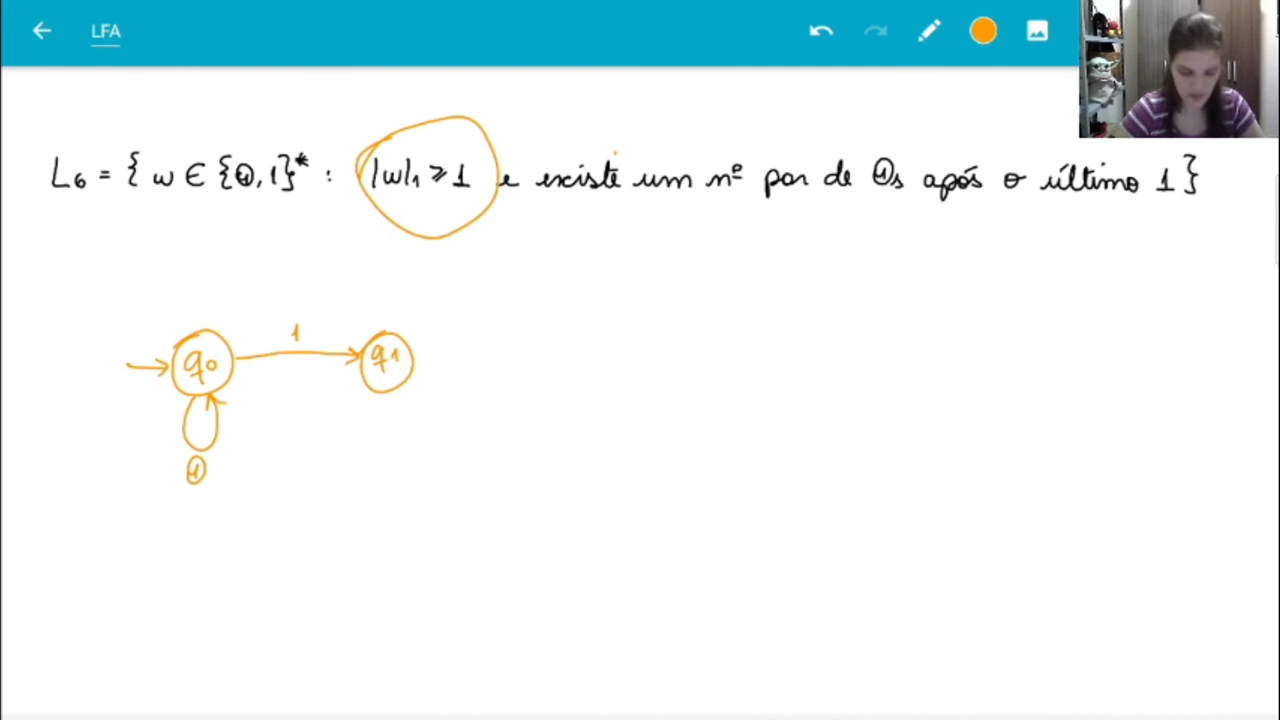 LFA
L6 = { w ∈ {0,1}* : |w|₁ ⩾ 1 e existe um nº par de 0s após o último 1 }
1
q0 q1
0